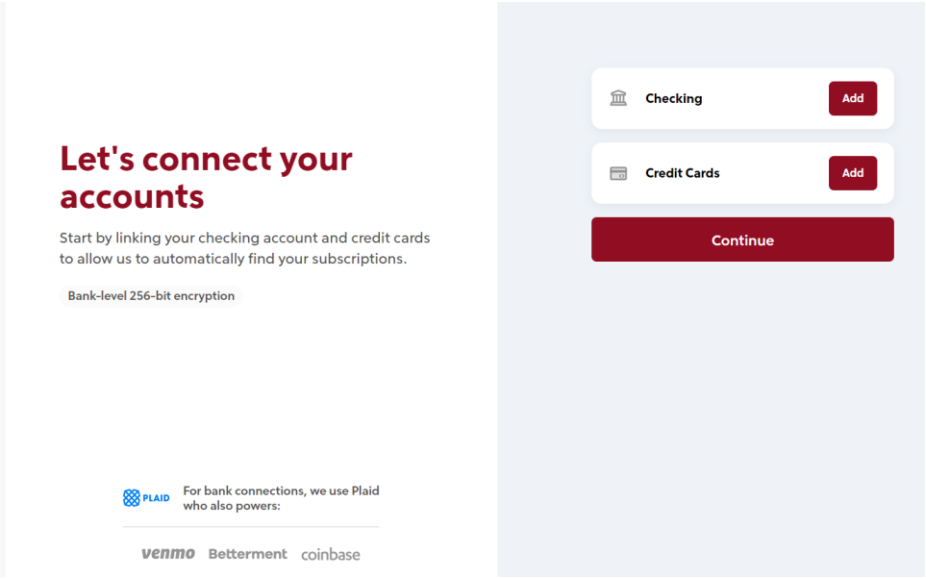 Let's connect your
accounts
Start by linking your checking account and credit cards
to allow us to automatically find your subscriptions.
Bank-level 256-bit encryption
PLAID
For bank connections, we use Plaid
who also powers:
venmo Betterment coinbase
Checking
Add
Credit Cards
Add
Continue